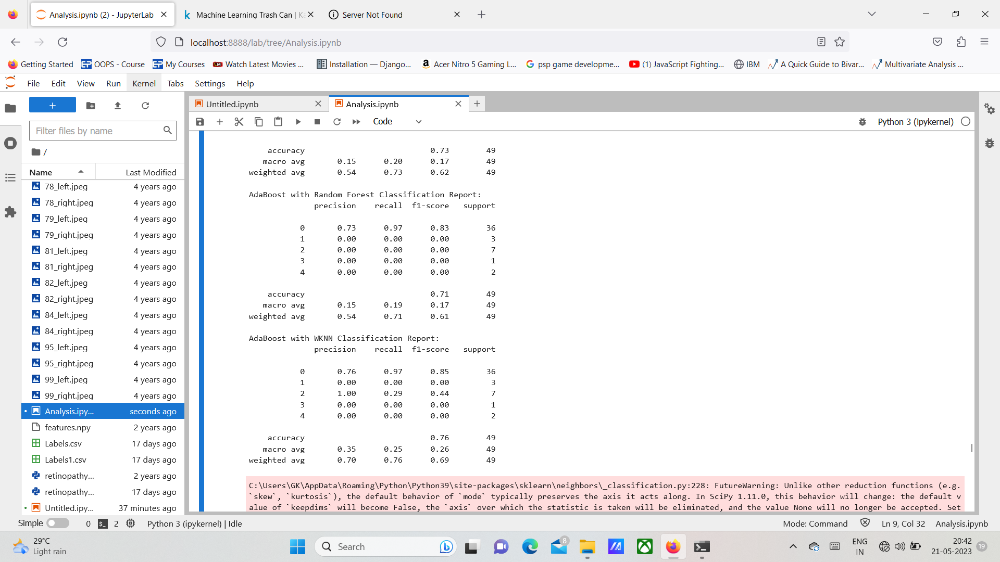 Analysis.ipynb (2) - JupyterLab
Machine Learning Trash Can | Ka
Server Not Found
localhost:8888/lab/tree/Analysis.ipynb
Getting Started
OOPS - Course
My Courses
Watch Latest Movies ...
Installation — Django...
Acer Nitro 5 Gaming L...
psp game developme...
(1) JavaScript Fighting...
IBM
A Quick Guide to Bivar...
Multivariate Analysis ...
File Edit View Run Kernel Tabs Settings Help
Untitled.ipynb
Analysis.ipynb
Code
Python 3 (ipykernel)
Filter files by name
/
Name Last Modified
78_left.jpeg 4 years ago
78_right.jpeg 4 years ago
79_left.jpeg 4 years ago
79_right.jpeg 4 years ago
81_left.jpeg 4 years ago
81_right.jpeg 4 years ago
82_left.jpeg 4 years ago
82_right.jpeg 4 years ago
84_left.jpeg 4 years ago
84_right.jpeg 4 years ago
95_left.jpeg 4 years ago
95_right.jpeg 4 years ago
99_left.jpeg 4 years ago
99_right.jpeg 4 years ago
Analysis.ipy... seconds ago
features.npy 2 years ago
Labels.csv 17 days ago
Labels1.csv 17 days ago
retinopathy... 2 years ago
retinopathy... 17 days ago
Untitled.ipy... 37 minutes ago
accuracy 0.73 49
macro avg 0.15 0.20 0.17 49
weighted avg 0.54 0.73 0.62 49
AdaBoost with Random Forest Classification Report:
precision recall f1-score support
0 0.73 0.97 0.83 36
1 0.00 0.00 0.00 3
2 0.00 0.00 0.00 7
3 0.00 0.00 0.00 1
4 0.00 0.00 0.00 2
accuracy 0.71 49
macro avg 0.15 0.19 0.17 49
weighted avg 0.54 0.71 0.61 49
AdaBoost with WKNN Classification Report:
precision recall f1-score support
0 0.76 0.97 0.85 36
1 0.00 0.00 0.00 3
2 1.00 0.29 0.44 7
3 0.00 0.00 0.00 1
4 0.00 0.00 0.00 2
accuracy 0.76 49
macro avg 0.35 0.25 0.26 49
weighted avg 0.70 0.76 0.69 49
C:\Users\GK\AppData\Roaming\Python\Python39\site-packages\sklearn\neighbors\_classification.py:228: FutureWarning: Unlike other reduction functions (e.g.
`skew`, `kurtosis`), the default behavior of `mode` typically preserves the axis it acts along. In SciPy 1.11.0, this behavior will change: the default v
alue of `keepdims` will become False, the `axis` over which the statistic is taken will be eliminated, and the value None will no longer be accepted. Set
Simple 0 $_ 2 Python 3 (ipykernel) | Idle
Mode: Command Ln 9, Col 32 Analysis.ipynb
29°C
Light rain
Search
8
ENG
IN
20:42
21-05-2023
19